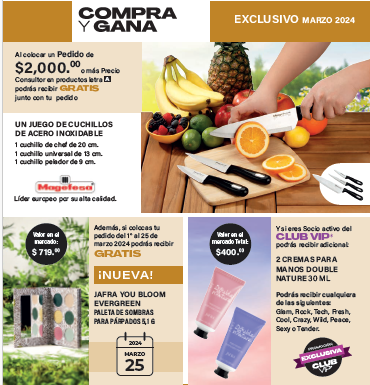 COMPRA
Y GANA
EXCLUSIVO MARZO 2024
Al colocar un Pedido de
$2,000.00 o más Precio
Consultor en productos letra A
podrás recibir GRATIS
junto con tu pedido
UN JUEGO DE CUCHILLOS
DE ACERO INOXIDABLE
1 cuchillo de chef de 20 cm.
1 cuchillo universal de 13 cm.
1 cuchillo pelador de 9 cm.
Magefesa
Líder europeo por su alta calidad.
Valor en el
mercado:
$719.00
Además, si colocas tu
pedido del 1° al 25 de
marzo 2024 podrás recibir
GRATIS
¡NUEVA!
JAFRA YOU BLOOM
EVERGREEN
PALETA DE SOMBRAS
PARA PÁRPADOS 5,1 G
2024
MARZO
25
Valor en el
mercado Total:
$400.00
Y si eres Socio activo del
CLUB VIP+
podrás recibir adicional:
2 CREMAS PARA
MANOS DOUBLE
NATURE 30 ML
Podrás recibir cualquiera
de las siguientes:
Glam, Rock, Tech, Fresh,
Cool, Crazy, Wild, Peace,
Sexy o Tender.
PROMOCIÓN
EXCLUSIVA
CLUB
VIP+